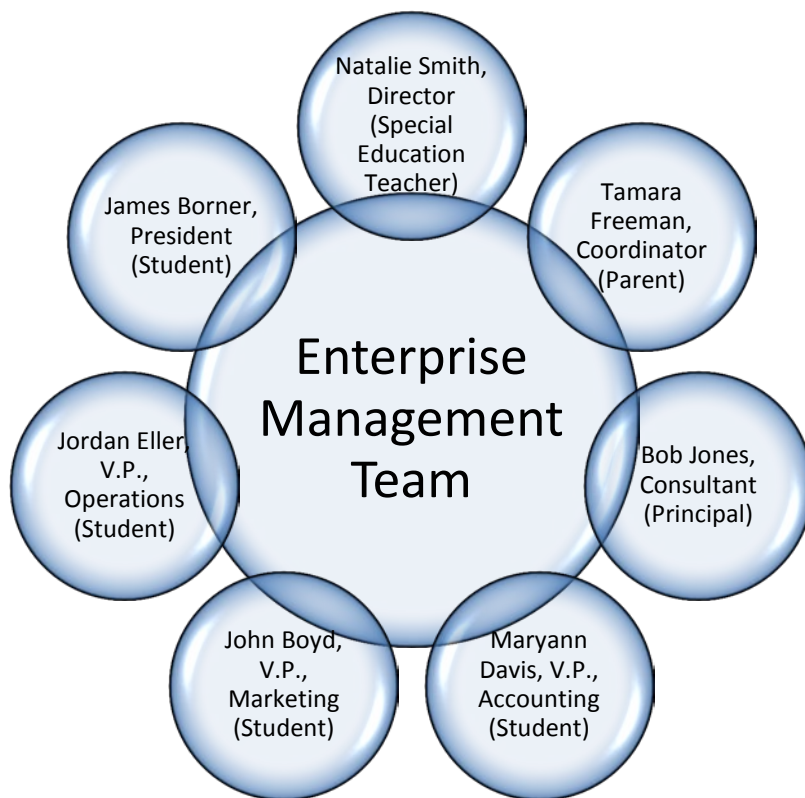 Natalie Smith,
Director
(Special
Education
Teacher)
Tamara
Freeman,
Coordinator
(Parent)
Bob Jones,
Consultant
(Principal)
Maryann
Davis, V.P.,
Accounting
(Student)
John Boyd,
V.P.,
Marketing
(Student)
Jordan Eller,
V.P.,
Operations
(Student)
James Borner,
President
(Student)
Enterprise
Management
Team